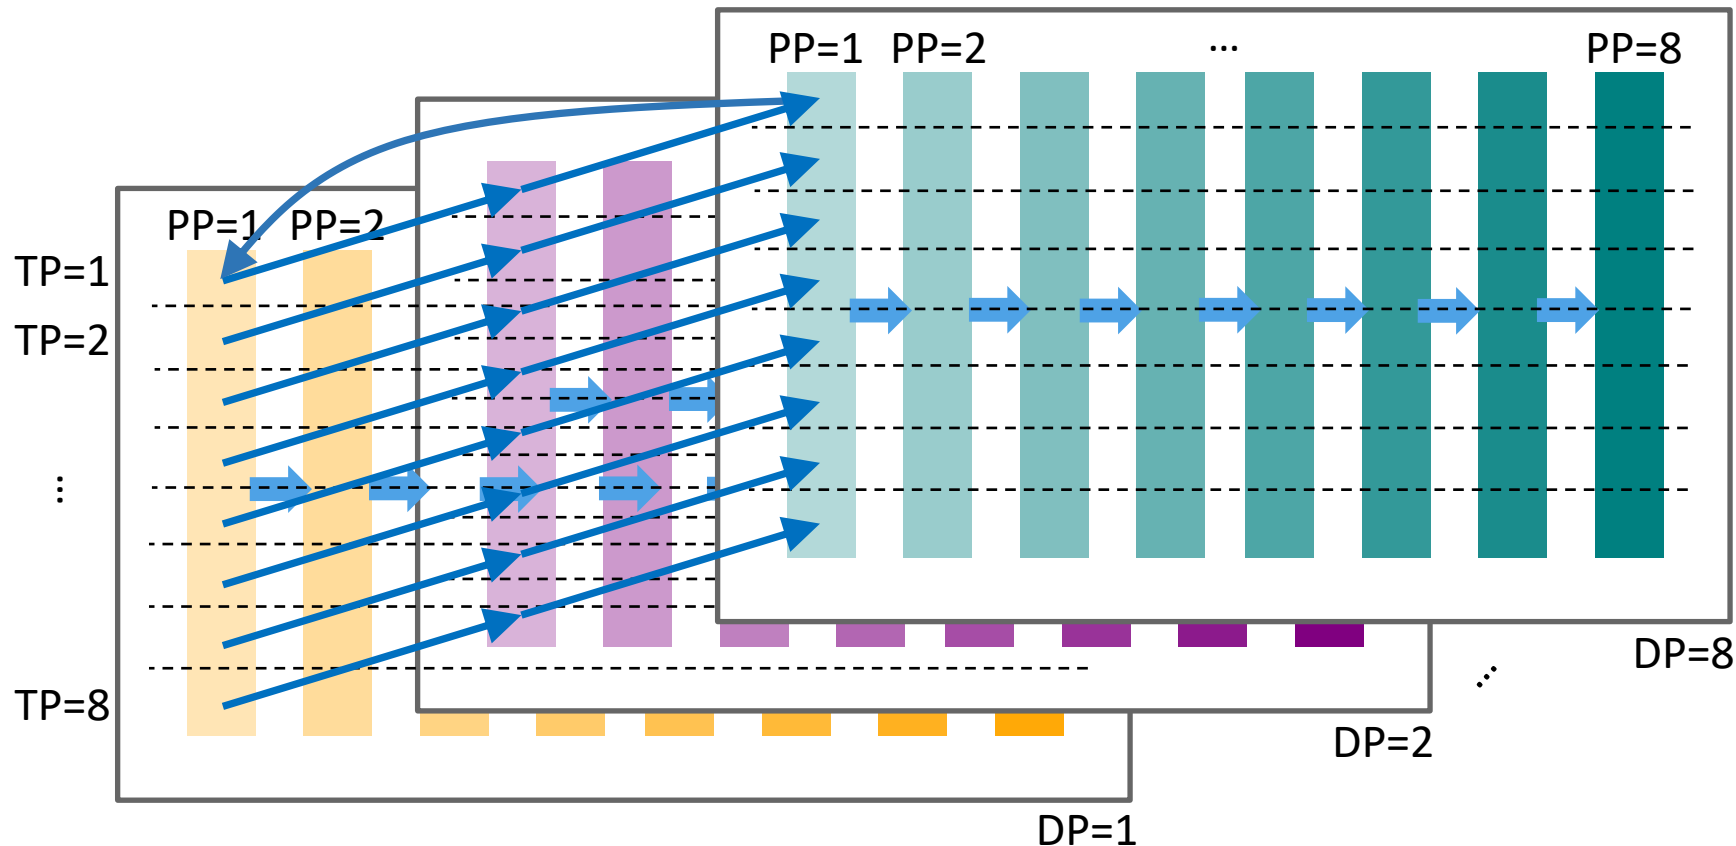 PP=1 PP=2 ... PP=8
PP=1 PP=2
TP=1
TP=2
⋮
TP=8
DP=8
⋰
DP=2
DP=1